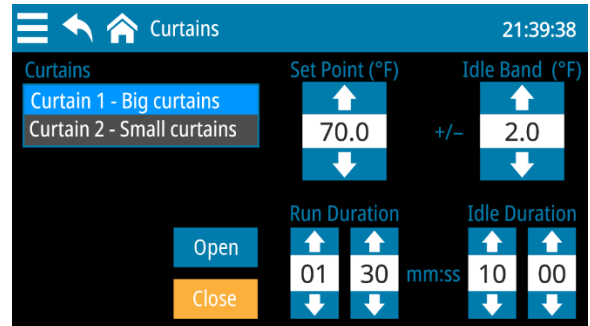 Curtains 21:39:38
Curtains Set Point (°F) Idle Band (°F)
Curtain 1 - Big curtains
Curtain 2 - Small curtains 70.0 +/- 2.0
Run Duration Idle Duration
Open
01 30 mm:ss 10 00
Close